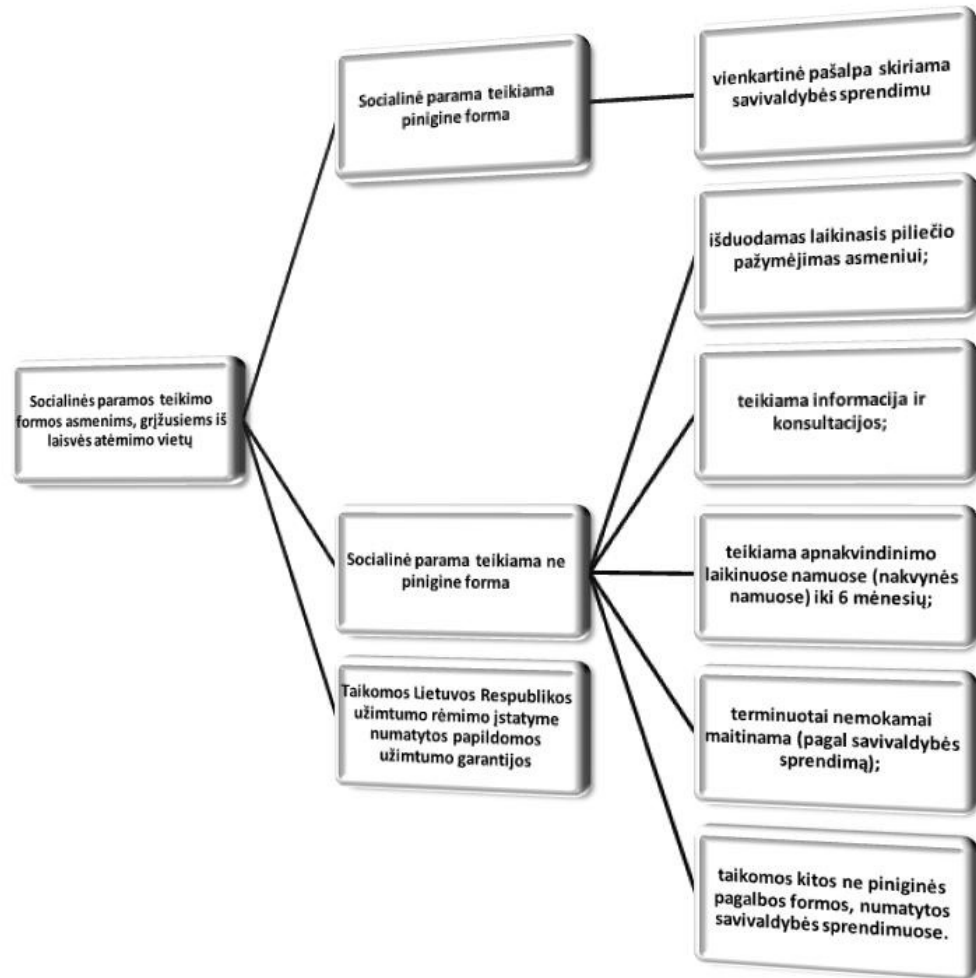 Socialinės paramos teikimo
formos asmenims, grįžusiems iš
laisvės atėmimo vietų
Socialinė parama teikiama
pinigine forma
vienkartinė pašalpa skiriama
savivaldybės sprendimu
Socialinė parama teikiama ne
pinigine forma
išduodamas laikinasis piliečio
pažymėjimas asmeniui;
teikiama informacija ir
konsultacijos;
teikiama apnakvindinimo
laikinuose namuose (nakvynės
namuose) iki 6 mėnesių;
terminuotai nemokamai
maitinama (pagal savivaldybės
sprendimą);
taikomos kitos ne piniginės
pagalbos formos, numatytos
savivaldybės sprendimuose.
Taikomos Lietuvos Respublikos
užimtumo rėmimo įstatyme
numatytos papildomos
užimtumo garantijos